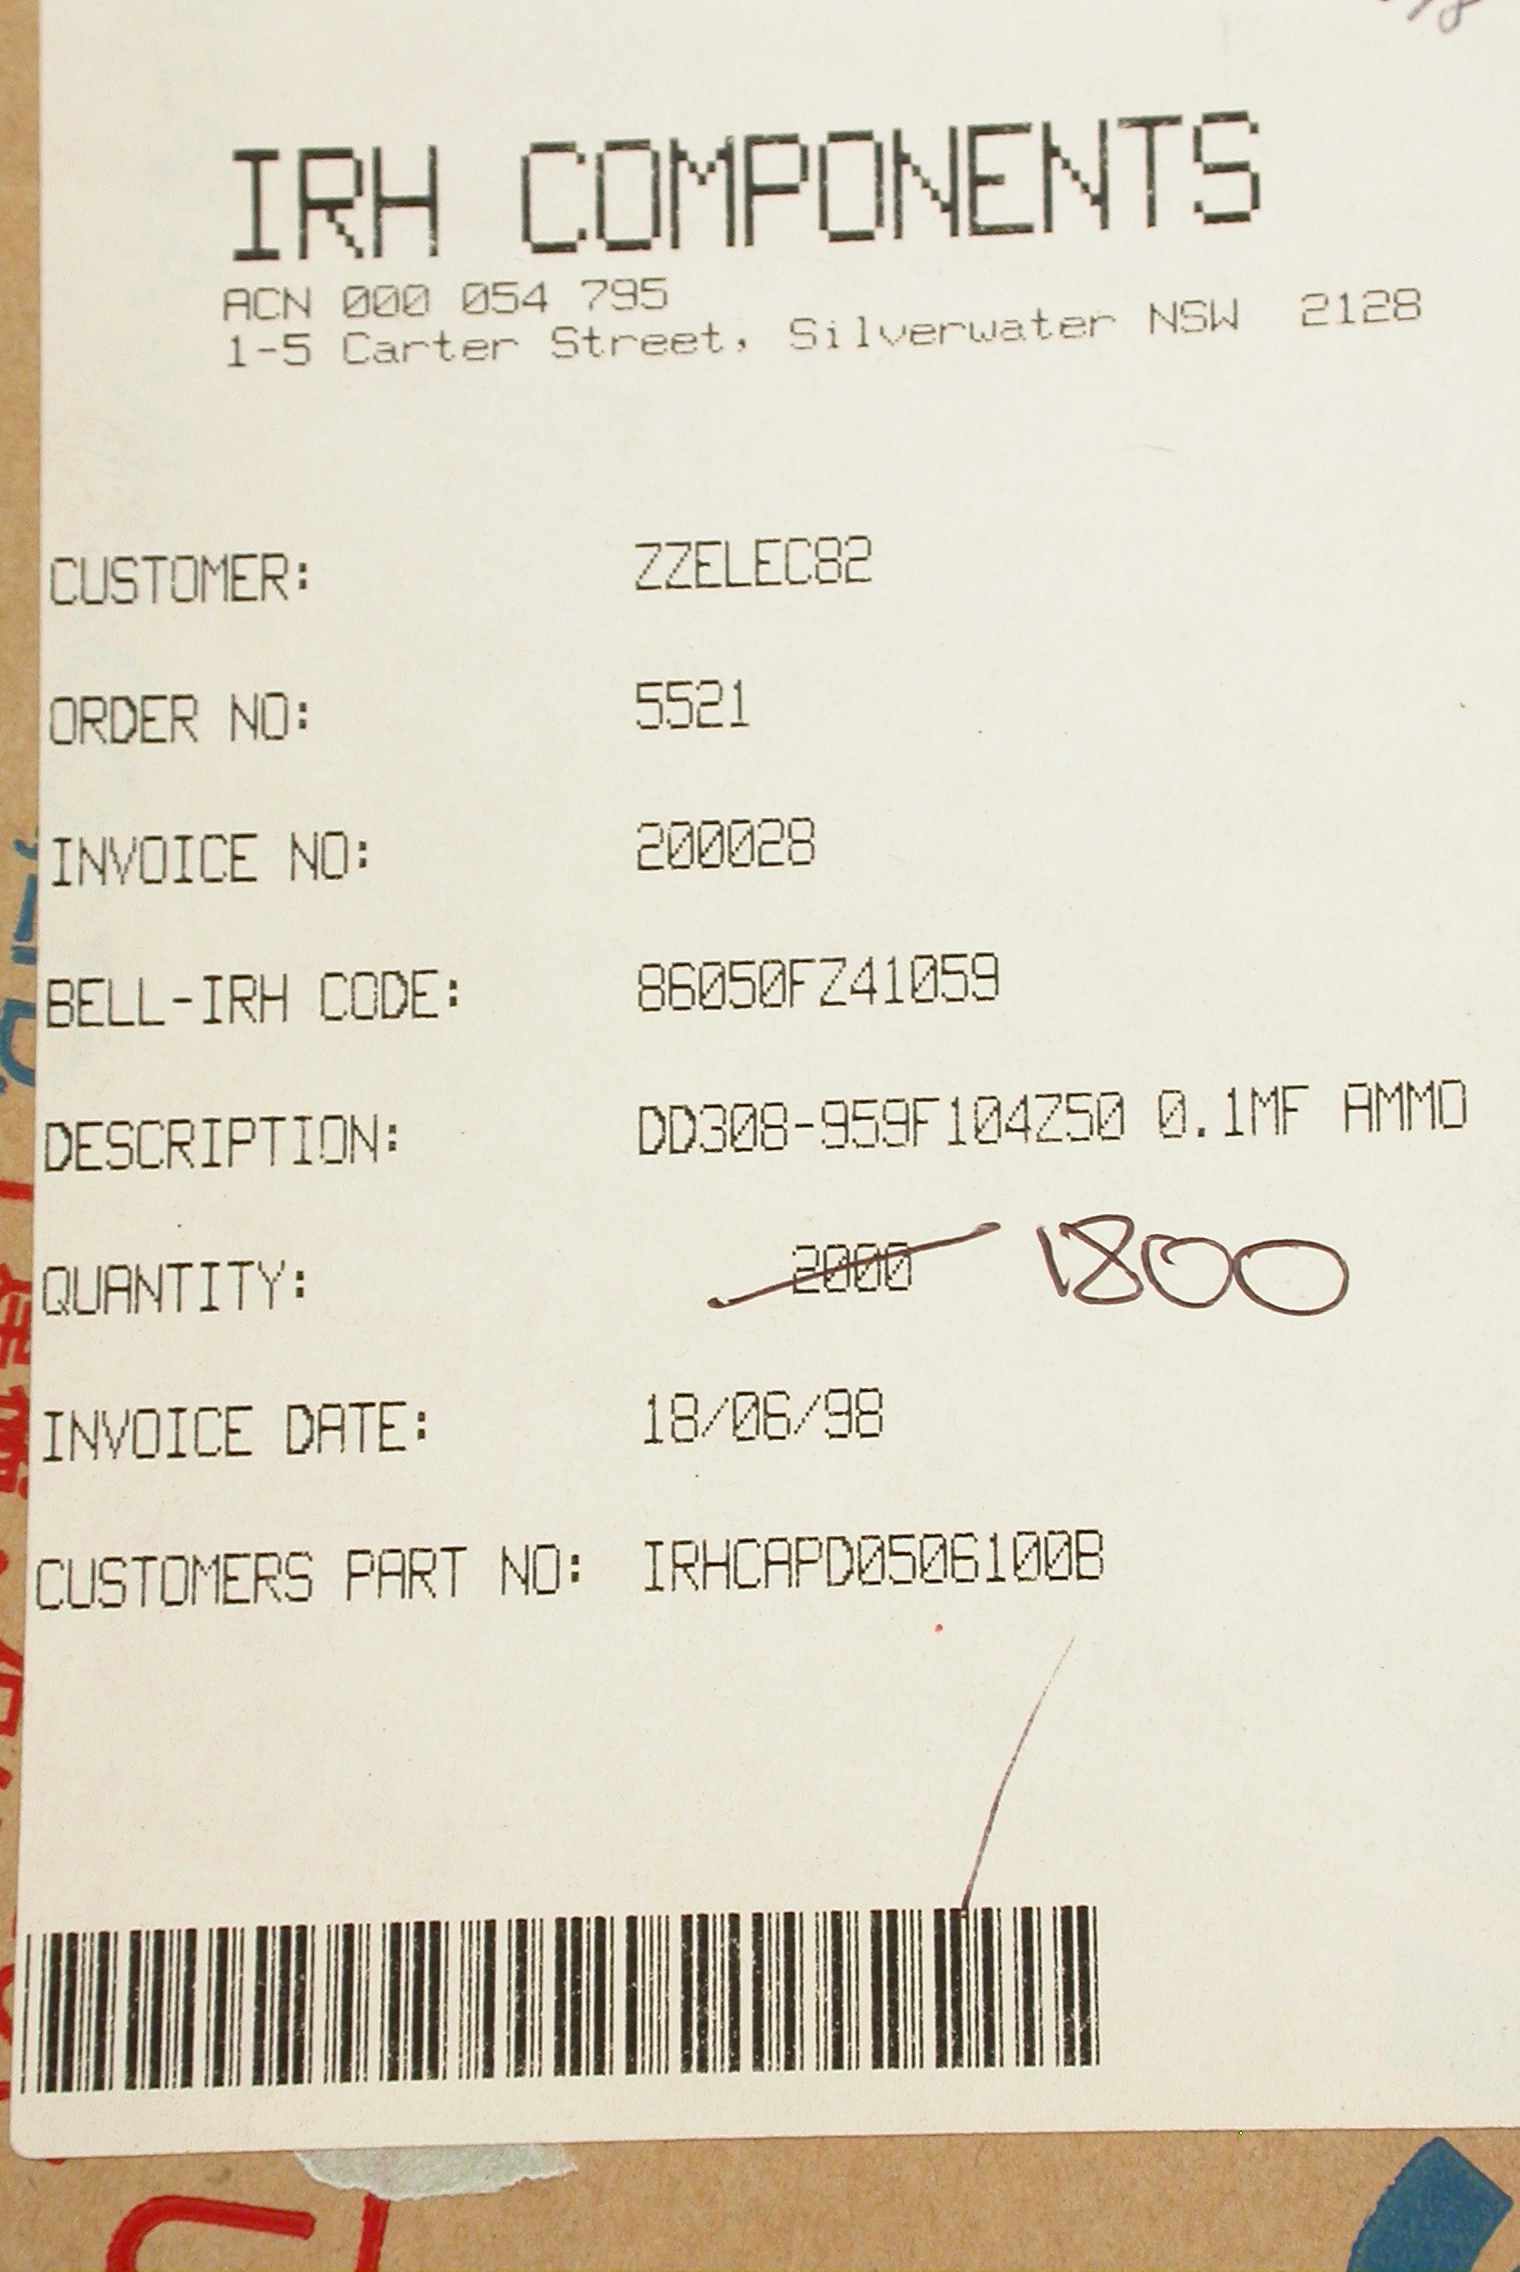 IRH COMPONENTS
ACN 000 054 795
1-5 Carter Street, Silverwater NSW 2128
CUSTOMER: ZZELEC82
ORDER NO: 5521
INVOICE NO: 200028
BELL-IRH CODE: 86050FZ41059
DESCRIPTION: DD308-959F104Z50 0.1MF AMMO
QUANTITY: 2000 1800
INVOICE DATE: 18/06/98
CUSTOMERS PART NO: IRHCAPD0506100B